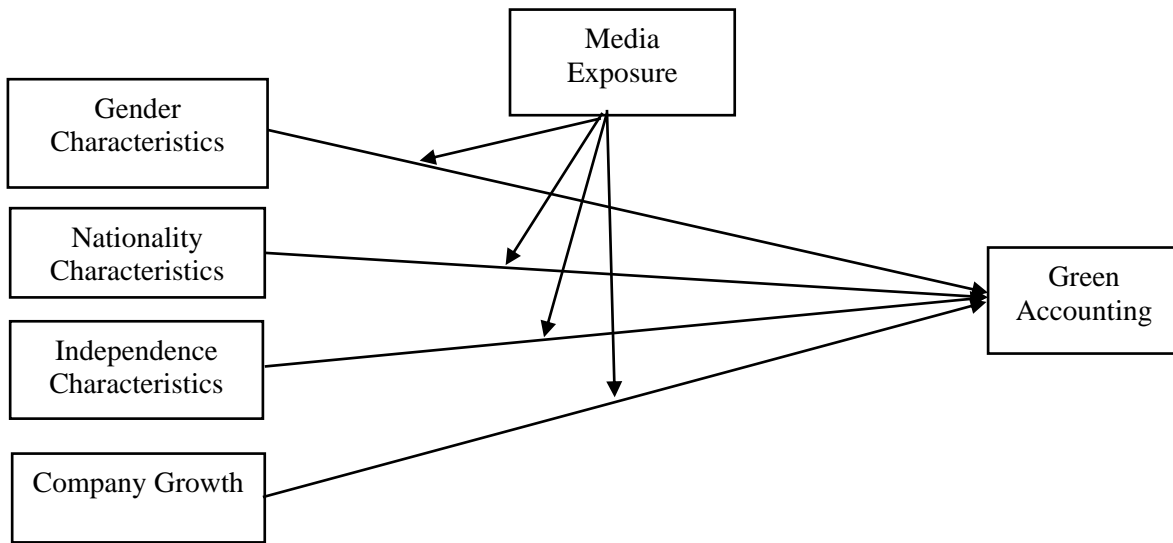 Media
Exposure
Gender
Characteristics
Nationality
Characteristics
Independence
Characteristics
Company Growth
Green
Accounting